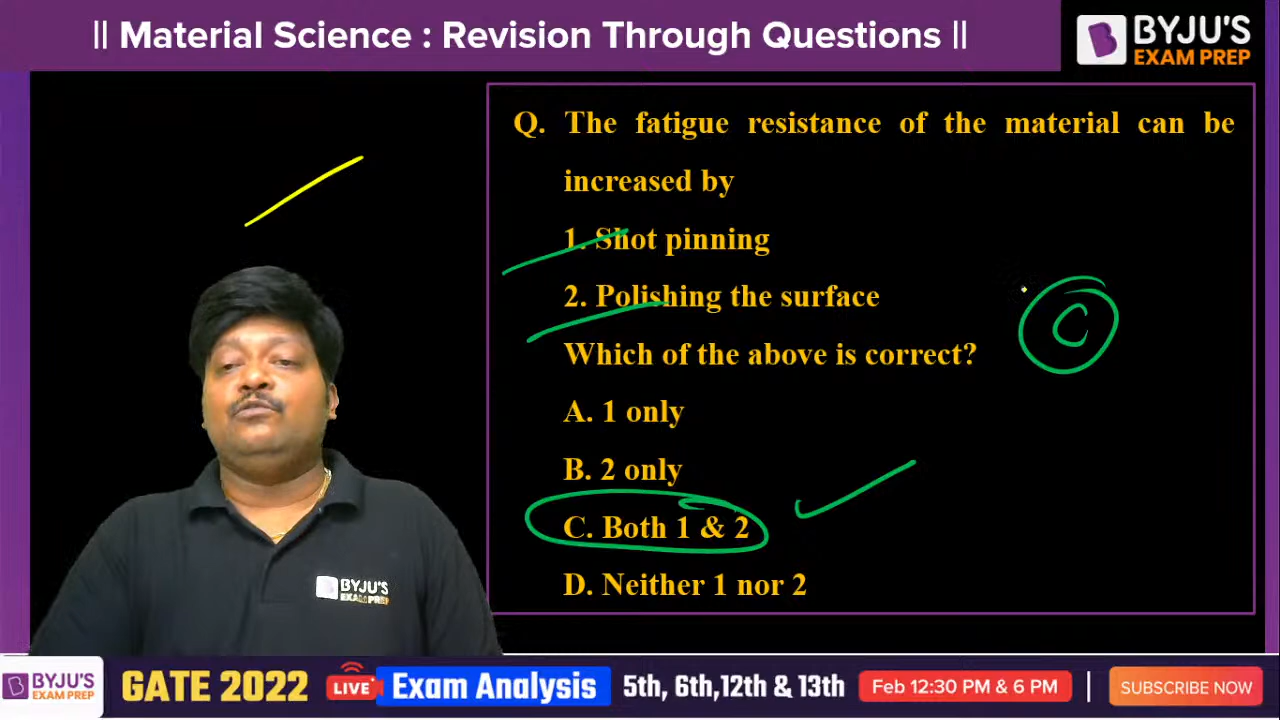 || Material Science : Revision Through Questions ||
BYJU'S
EXAM PREP
Q. The fatigue resistance of the material can be
increased by
1. Shot pinning
2. Polishing the surface
C
Which of the above is correct?
A. 1 only
B. 2 only
C. Both 1 & 2
D. Neither 1 nor 2
BYJU'S
EXAM PREP
BYJU'S
EXAM PREP
GATE 2022
LIVE
Exam Analysis
5th, 6th,12th & 13th
Feb 12:30 PM & 6 PM
SUBSCRIBE NOW